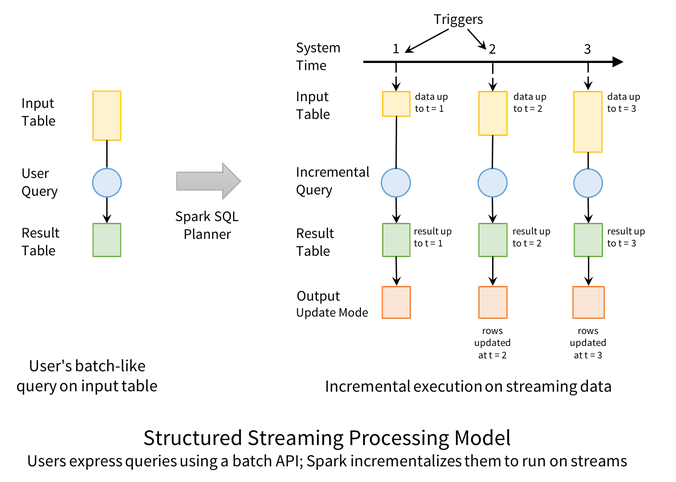 Triggers
System
Time
1
2
3
Input
Table
Input
Table
data up
to t = 1
data up
to t = 2
data up
to t = 3
User
Query
Spark SQL
Planner
Incremental
Query
Result
Table
Result
Table
result up
to t = 1
result up
to t = 2
result up
to t = 3
Output
Update Mode
rows
updated
at t = 2
rows
updated
at t = 3
User's batch-like
query on input table
Incremental execution on streaming data
Structured Streaming Processing Model
Users express queries using a batch API; Spark incrementalizes them to run on streams